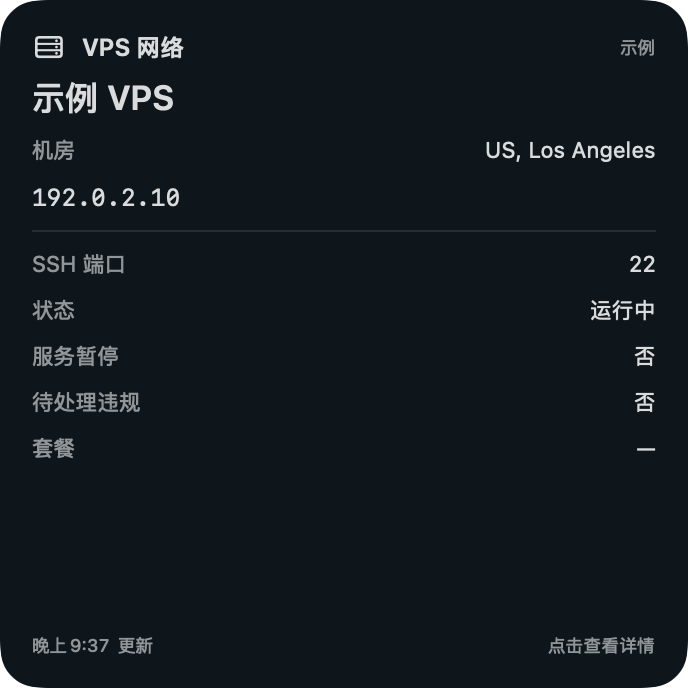 VPS 网络 示例
示例 VPS
机房 US, Los Angeles
192.0.2.10
SSH 端口 22
状态 运行中
服务暂停 否
待处理违规 否
套餐 —
晚上 9:37 更新 点击查看详情